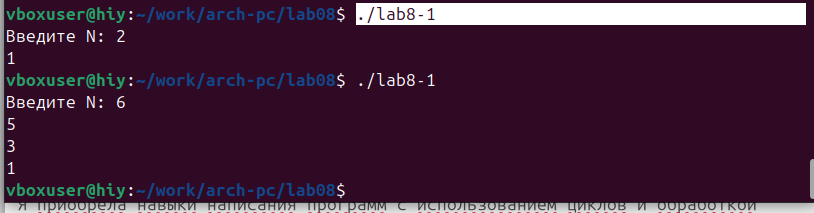 vboxuser@hiy:~/work/arch-pc/lab08$ ./lab8-1
Введите N: 2
1
vboxuser@hiy:~/work/arch-pc/lab08$ ./lab8-1
Введите N: 6
5
3
1
vboxuser@hiy:~/work/arch-pc/lab08$
Я приобрела навыки написания программ с использованием циклов и обработкой